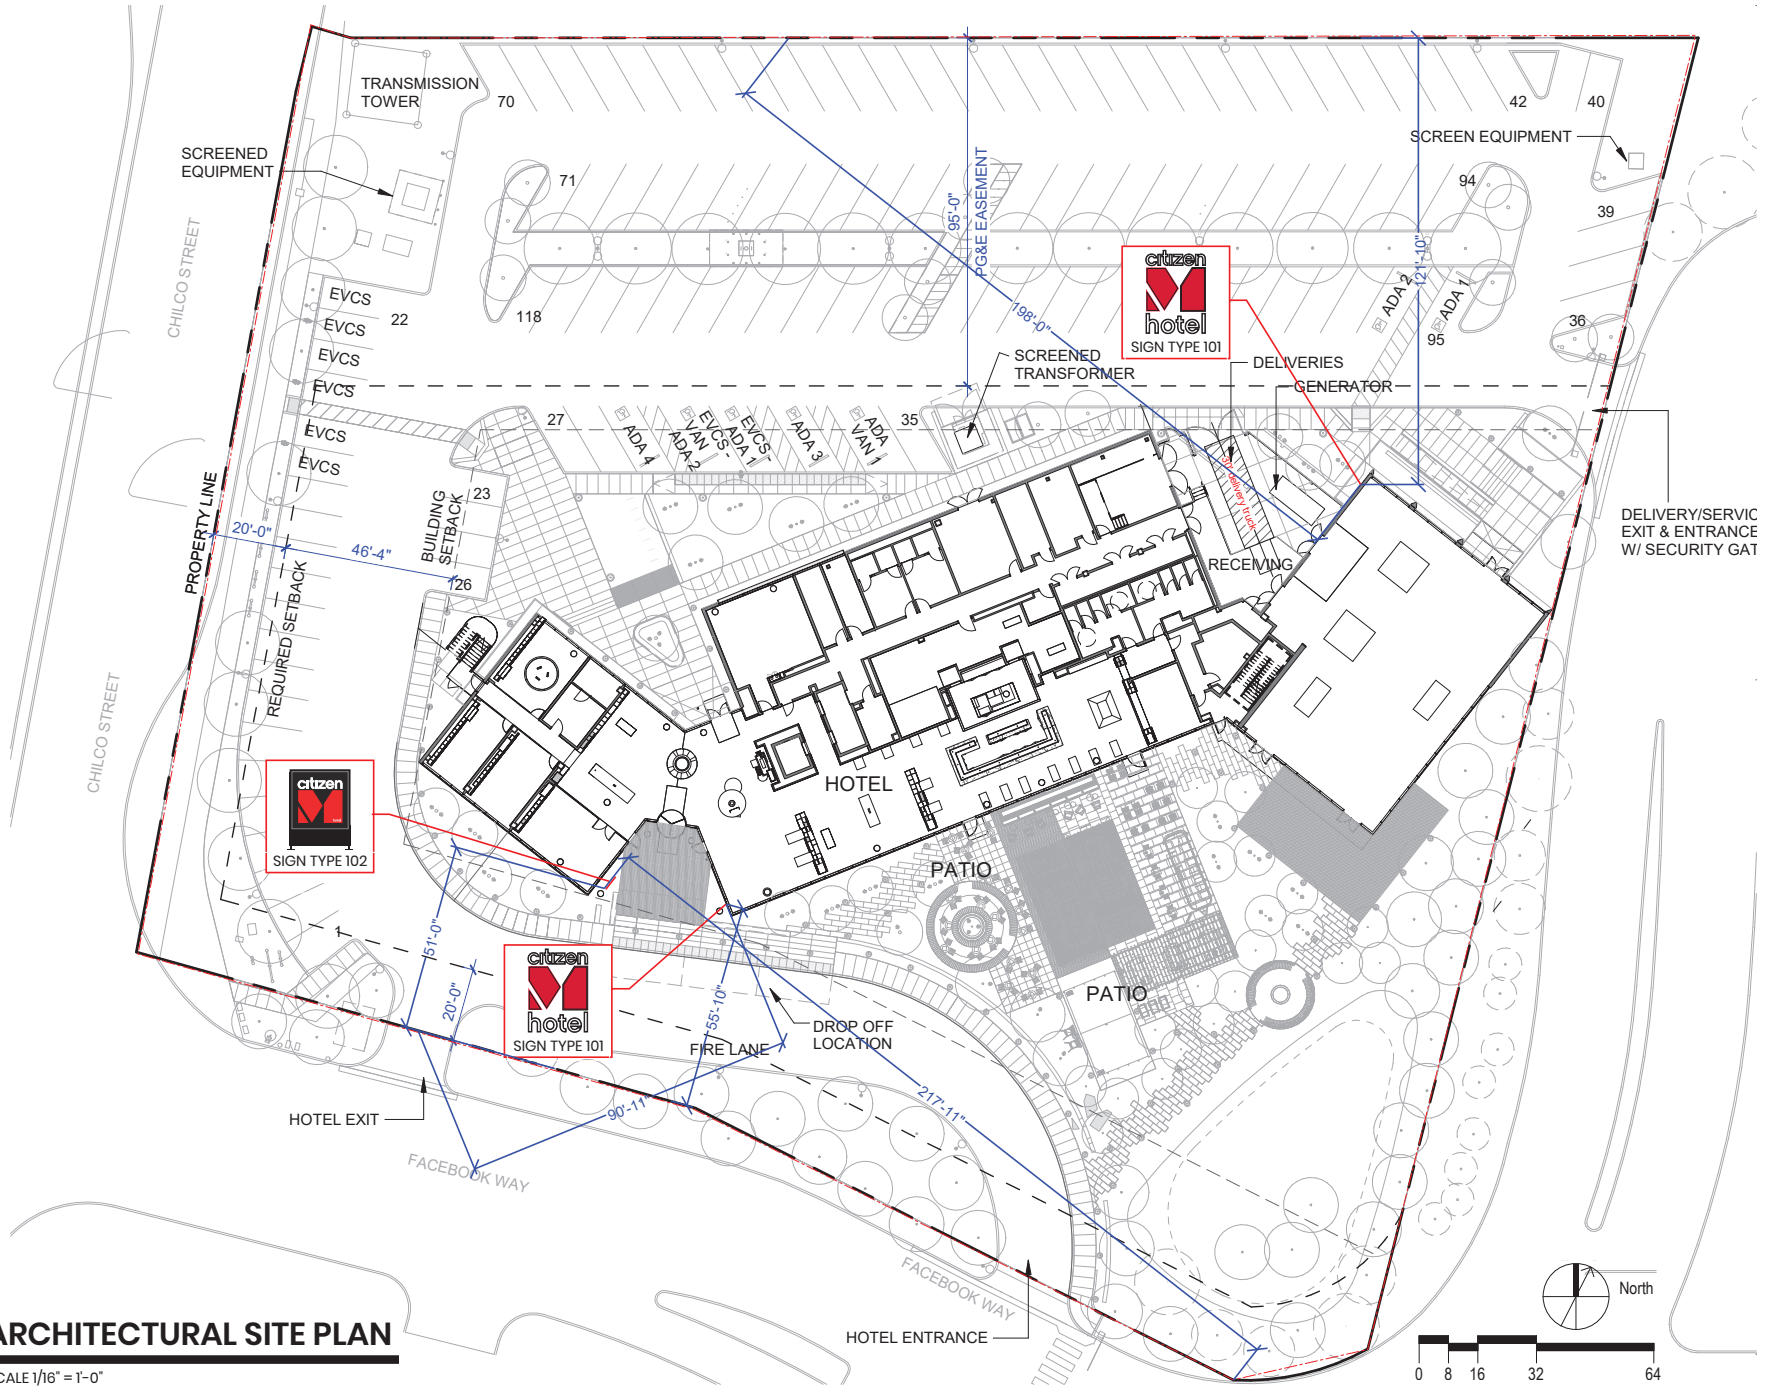 TRANSMISSION
TOWER
70
42
40
SCREEN EQUIPMENT
SCREENED
EQUIPMENT
71
94
39
95'-0"
PG&E EASEMENT
121'-10"
CHILCO STREET
EVCS
EVCS
EVCS
EVCS
EVCS
EVCS
22
118
198'-0"
citizen
M
hotel
SIGN TYPE 101
ADA 2
ADA 1
95
36
SCREENED
TRANSFORMER
DELIVERIES
GENERATOR
27
ADA 4
EVCS -
VAN
ADA 2
EVCS -
ADA 1
ADA 3
ADA
VAN 1
35
30' delivery truck
PROPERTY LINE
20'-0"
46'-4"
BUILDING
SETBACK
23
26
REQUIRED SETBACK
RECEIVING
DELIVERY/SERVIC
EXIT & ENTRANCE
W/ SECURITY GAT
CHILCO STREET
citizen
M
hotel
SIGN TYPE 102
HOTEL
PATIO
PATIO
1
51'-0"
20'-0"
citizen
M
hotel
SIGN TYPE 101
55'-10"
FIRE LANE
DROP OFF
LOCATION
90'-11"
217'-11"
HOTEL EXIT
FACEBOOK WAY
FACEBOOK WAY
HOTEL ENTRANCE
North
0 8 16 32 64
ARCHITECTURAL SITE PLAN
CALE 1/16" = 1'-0"